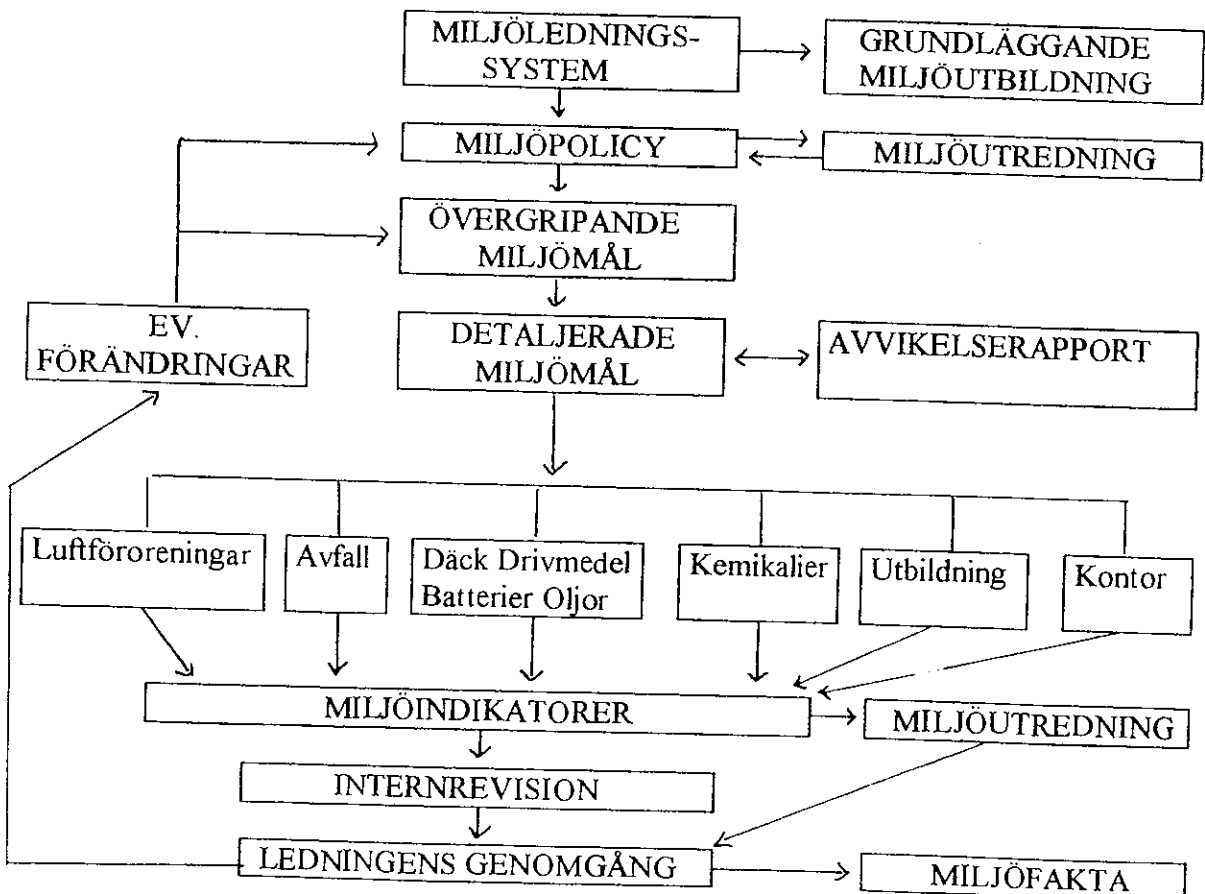 MILJÖLEDNINGS-
SYSTEM
GRUNDLÄGGANDE
MILJÖUTBILDNING
MILJÖPOLICY
MILJÖUTREDNING
ÖVERGRIPANDE
MILJÖMÅL
EV.
FÖRÄNDRINGAR
DETALJERADE
MILJÖMÅL
AVVIKELSERAPPORT
Luftföroreningar
Avfall
Däck Drivmedel
Batterier Oljor
Kemikalier
Utbildning
Kontor
MILJÖINDIKATORER
MILJÖUTREDNING
INTERNREVISION
LEDNINGENS GENOMGÅNG
MILJÖFAKTA